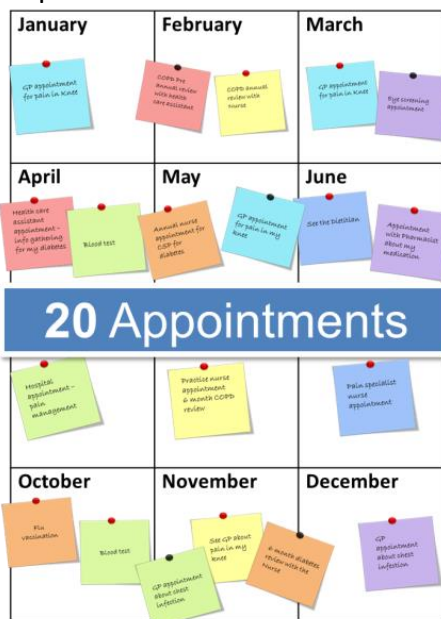 January
February
March
GP appointment
for pain in Knee
COPD Pre
annual review
with health
care assistant
COPD annual
review with
Nurse
GP appointment
for pain in Knee
Eye screening
appointment
April
May
June
Health care
assistant
appointment –
info gathering
for my diabetes
Blood test
Annual nurse
appointment for
CSP for
diabetes
GP appointment
for pain in my
knee
See the Dietitian
Appointment
with Pharmacist
about my
medication
20 Appointments
Hospital
appointment –
pain
management
Practice nurse
appointment
6 month COPD
review
Pain specialist
nurse
appointment
October
November
December
Flu
vaccination
Blood test
GP appointment
about chest
infection
See GP about
pain in my
knee
6 month diabetes
review with the
Nurse
GP
appointment
about chest
infection